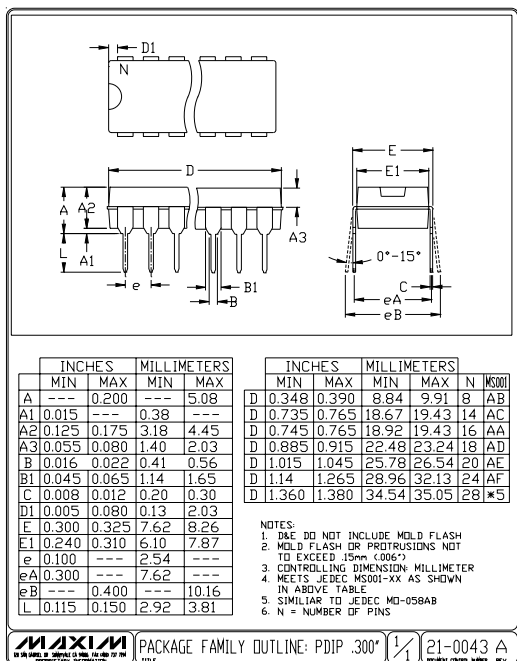 D1
N
D
E
E1
A
A2
A3
L
A1
e
B1
B
0°-15°
C
eA
eB
INCHES MILLIMETERS
MIN MAX MIN MAX
A --- 0.200 --- 5.08
A1 0.015 --- 0.38 ---
A2 0.125 0.175 3.18 4.45
A3 0.055 0.080 1.40 2.03
B 0.016 0.022 0.41 0.56
B1 0.045 0.065 1.14 1.65
C 0.008 0.012 0.20 0.30
D1 0.005 0.080 0.13 2.03
E 0.300 0.325 7.62 8.26
E1 0.240 0.310 6.10 7.87
e 0.100 --- 2.54 ---
eA 0.300 --- 7.62 ---
eB --- 0.400 --- 10.16
L 0.115 0.150 2.92 3.81
INCHES MILLIMETERS
MIN MAX MIN MAX N MS001
D 0.348 0.390 8.84 9.91 8 AB
D 0.735 0.765 18.67 19.43 14 AC
D 0.745 0.765 18.92 19.43 16 AA
D 0.885 0.915 22.48 23.24 18 AD
D 1.015 1.045 25.78 26.54 20 AE
D 1.14 1.265 28.96 32.13 24 AF
D 1.360 1.380 34.54 35.05 28 *5
NOTES:
1. D&E DO NOT INCLUDE MOLD FLASH
2. MOLD FLASH OR PROTRUSIONS NOT
TO EXCEED .15mm (.006")
3. CONTROLLING DIMENSION: MILLIMETER
4. MEETS JEDEC MS001-XX AS SHOWN
IN ABOVE TABLE
5. SIMILIAR TO JEDEC MO-058AB
6. N = NUMBER OF PINS
MAXIM
PROPRIETARY INFORMATION
PACKAGE FAMILY OUTLINE: PDIP .300"
TITLE
1/1
21-0043 A
DOCUMENT CONTROL NUMBER REV